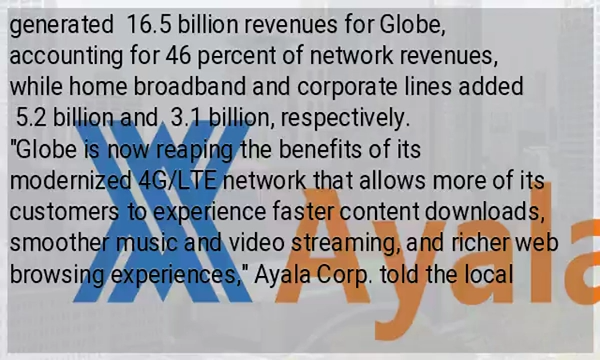 generated  16.5 billion revenues for Globe,
accounting for 46 percent of network revenues,
while home broadband and corporate lines added
 5.2 billion and  3.1 billion, respectively.
"Globe is now reaping the benefits of its
modernized 4G/LTE network that allows more of its
customers to experience faster content downloads,
smoother music and video streaming, and richer web
browsing experiences," Ayala Corp. told the local
Ayala